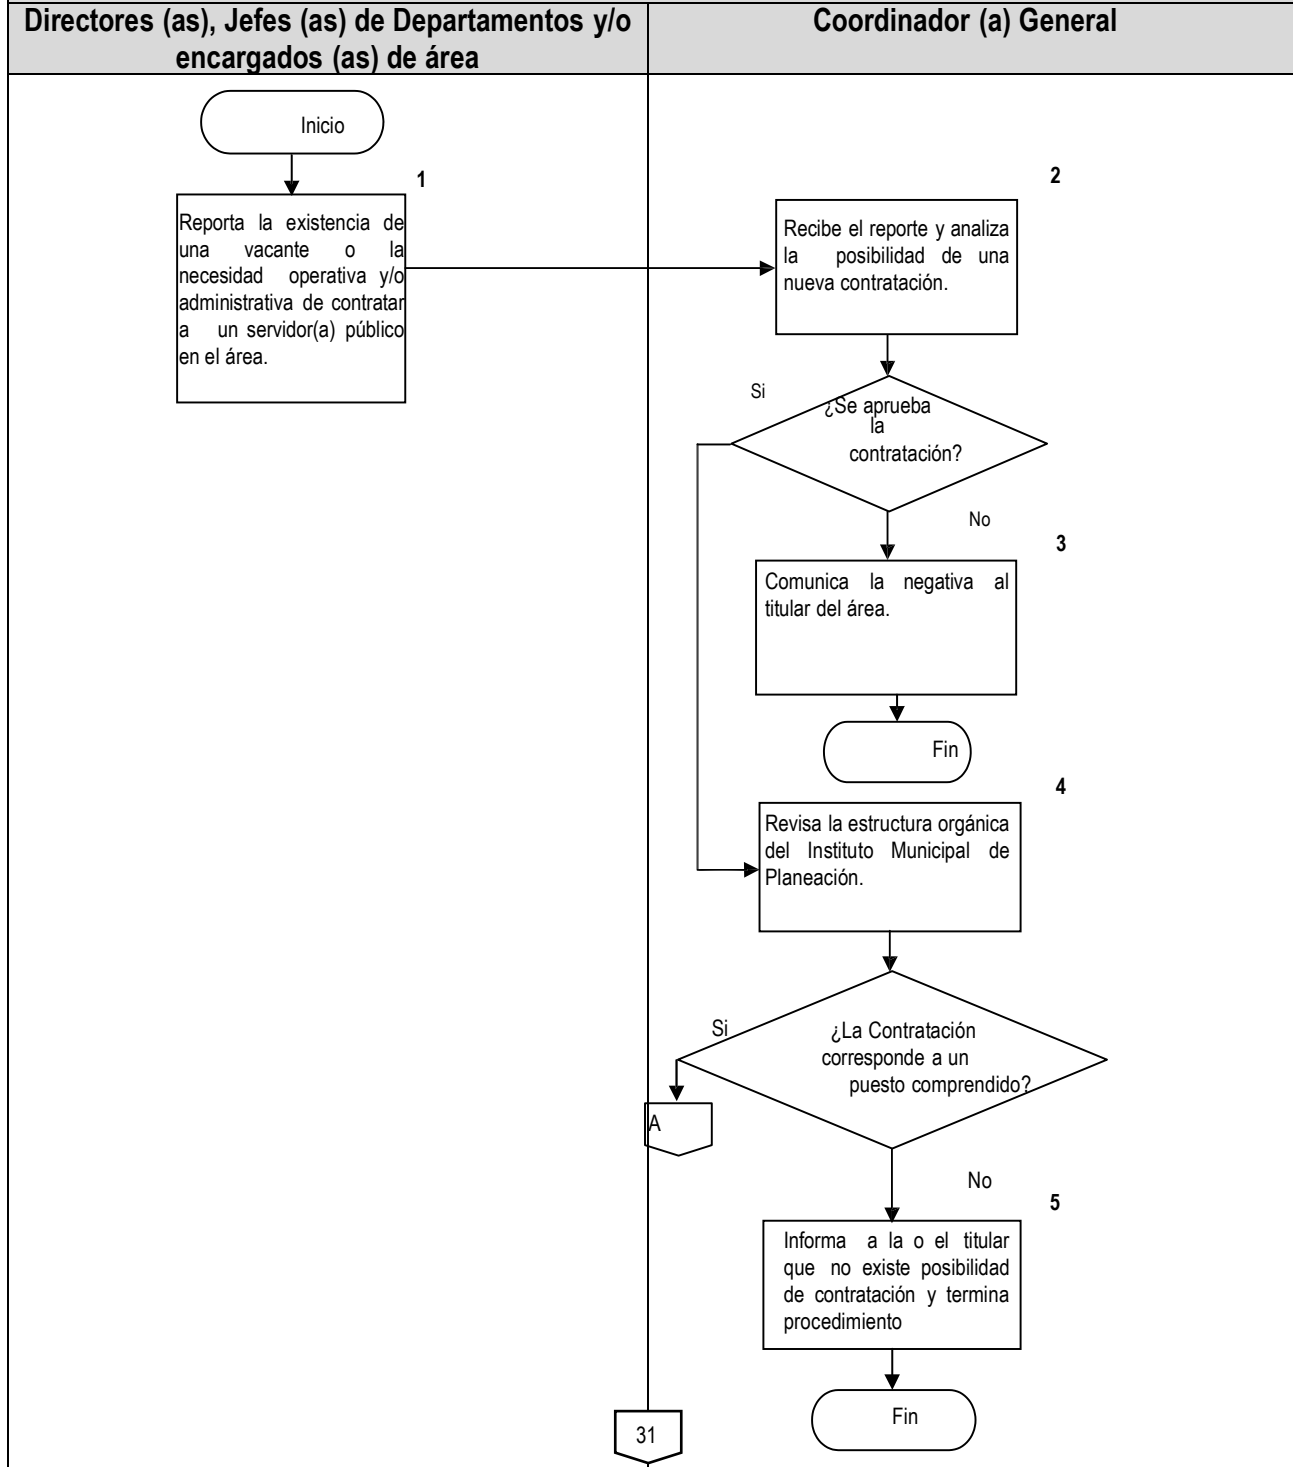 Directores (as), Jefes (as) de Departamentos y/o
encargados (as) de área
Coordinador (a) General
Inicio
1
Reporta la existencia de
una vacante o la
necesidad operativa y/o
administrativa de contratar
a un servidor(a) público
en el área.
2
Recibe el reporte y analiza
la posibilidad de una
nueva contratación.
Si
¿Se aprueba
la
contratación?
No
3
Comunica la negativa al
titular del área.
Fin
4
Revisa la estructura orgánica
del Instituto Municipal de
Planeación.
Si
¿La Contratación
corresponde a un
puesto comprendido?
A
No
5
Informa a la o el titular
que no existe posibilidad
de contratación y termina
procedimiento
Fin
31